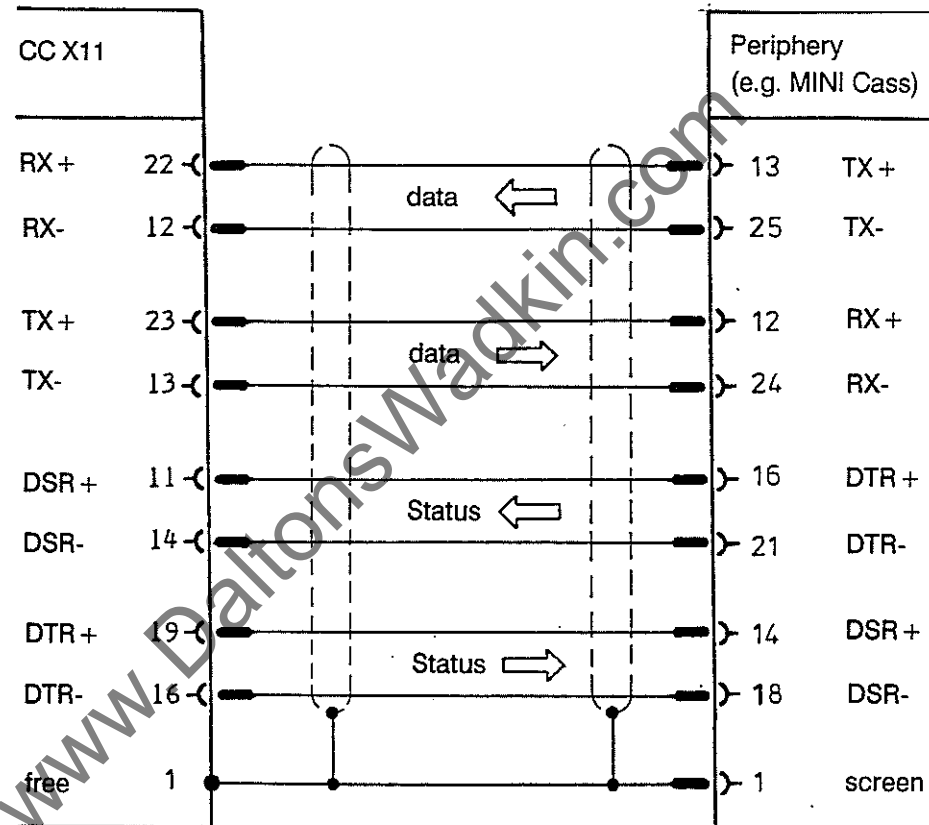 CC X11
Periphery
(e.g. MINI Cass)
RX+ 22 13 TX+
data
RX- 12 25 TX-
TX+ 23 12 RX+
data
TX- 13 24 RX-
DSR+ 11 16 DTR+
Status
DSR- 14 21 DTR-
DTR+ 19 14 DSR+
Status
DTR- 16 18 DSR-
free 1 1 screen
www.DaltonsWadkin.com